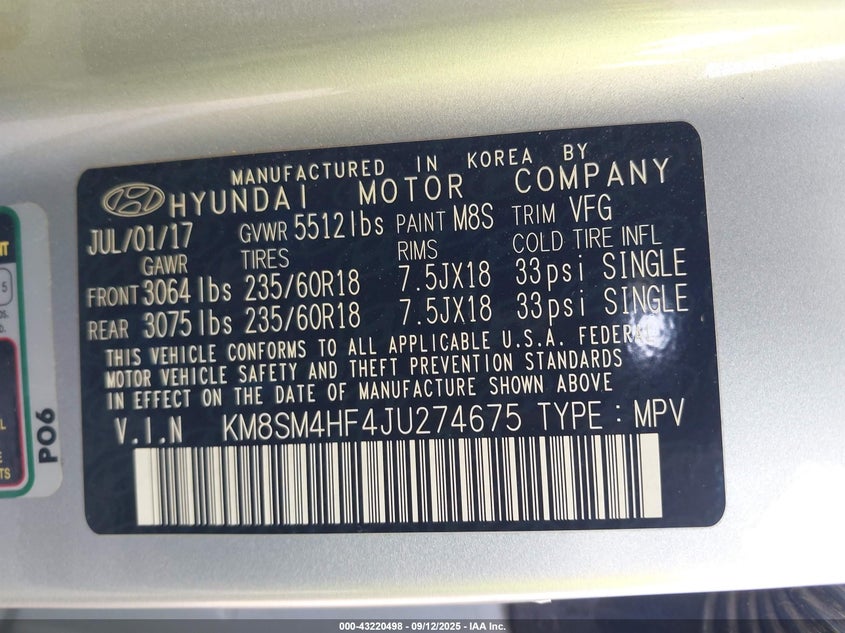 MANUFACTURED IN KOREA BY
HYUNDAI MOTOR COMPANY
JUL/01/17 GVWR 5512lbs PAINT M8S TRIM VFG
GAWR TIRES RIMS COLD TIRE INFL
FRONT 3064lbs 235/60R18 7.5JX18 33psi SINGLE
REAR 3075lbs 235/60R18 7.5JX18 33psi SINGLE
THIS VEHICLE CONFORMS TO ALL APPLICABLE U.S.A. FEDERAL
MOTOR VEHICLE SAFETY AND THEFT PREVENTION STANDARDS
IN EFFECT ON THE DATE OF MANUFACTURE SHOWN ABOVE
V.I.N KM8SM4HF4JU274675 TYPE : MPV
PO6
000-43220498 - 09/12/2025 - IAA Inc.